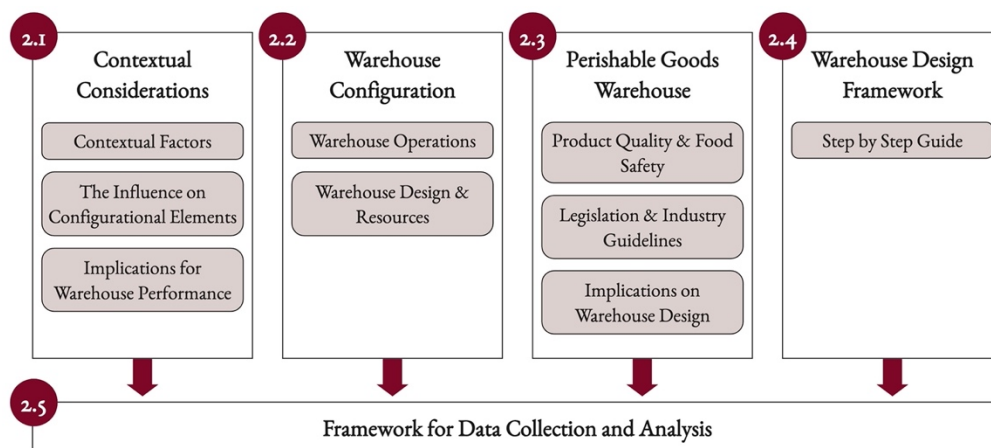 2.1
Contextual
Considerations
Contextual Factors
The Influence on
Configurational Elements
Implications for
Warehouse Performance
2.2
Warehouse
Configuration
Warehouse Operations
Warehouse Design &
Resources
2.3
Perishable Goods
Warehouse
Product Quality & Food
Safety
Legislation & Industry
Guidelines
Implications on
Warehouse Design
2.4
Warehouse Design
Framework
Step by Step Guide
2.5
Framework for Data Collection and Analysis